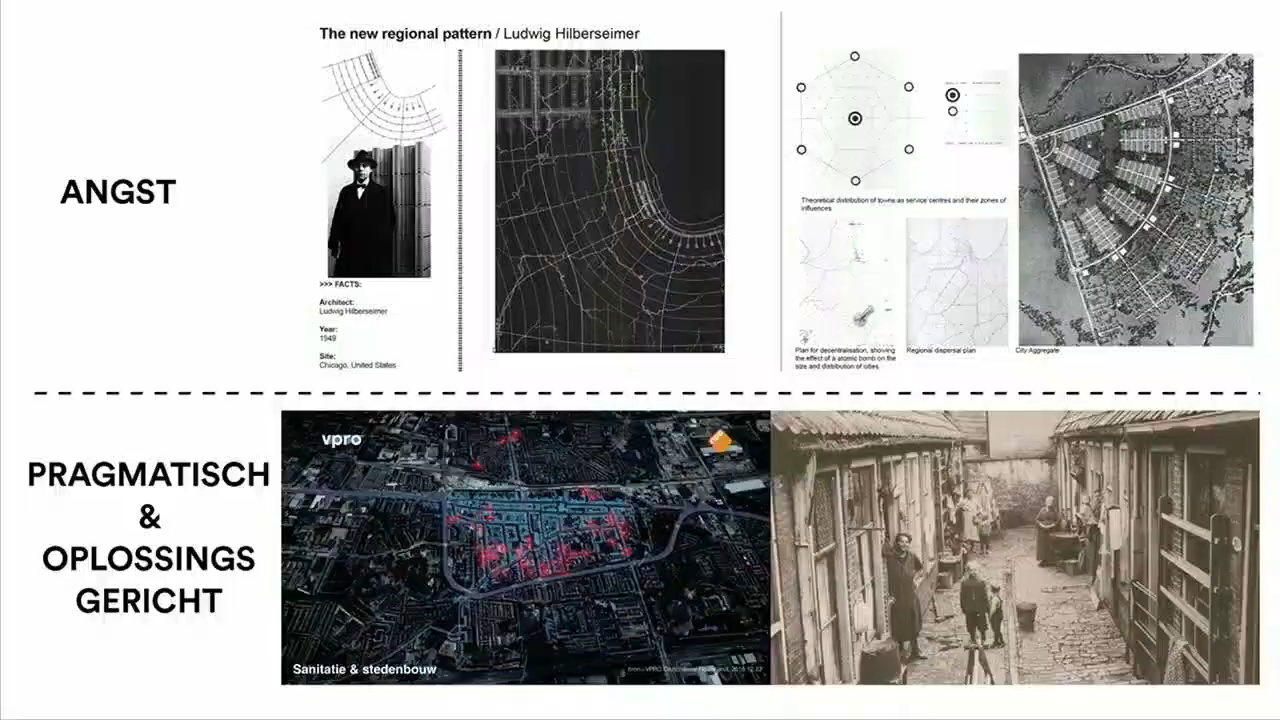 The new regional pattern / Ludwig Hilberseimer
ANGST
>>> FACTS:
Architect:
Ludwig Hilberseimer
Year:
1949
Site:
Chicago, United States
Theoretical distribution of towns as service centres and their zones of
influences
Plan for decentralisation, showing
the effect of a atomic bomb on the
size and distribution of cities
Regional dispersal plan
City Aggregate
PRAGMATISCH
&
OPLOSSINGS
GERICHT
vpro
Sanitatie & stedenbouw